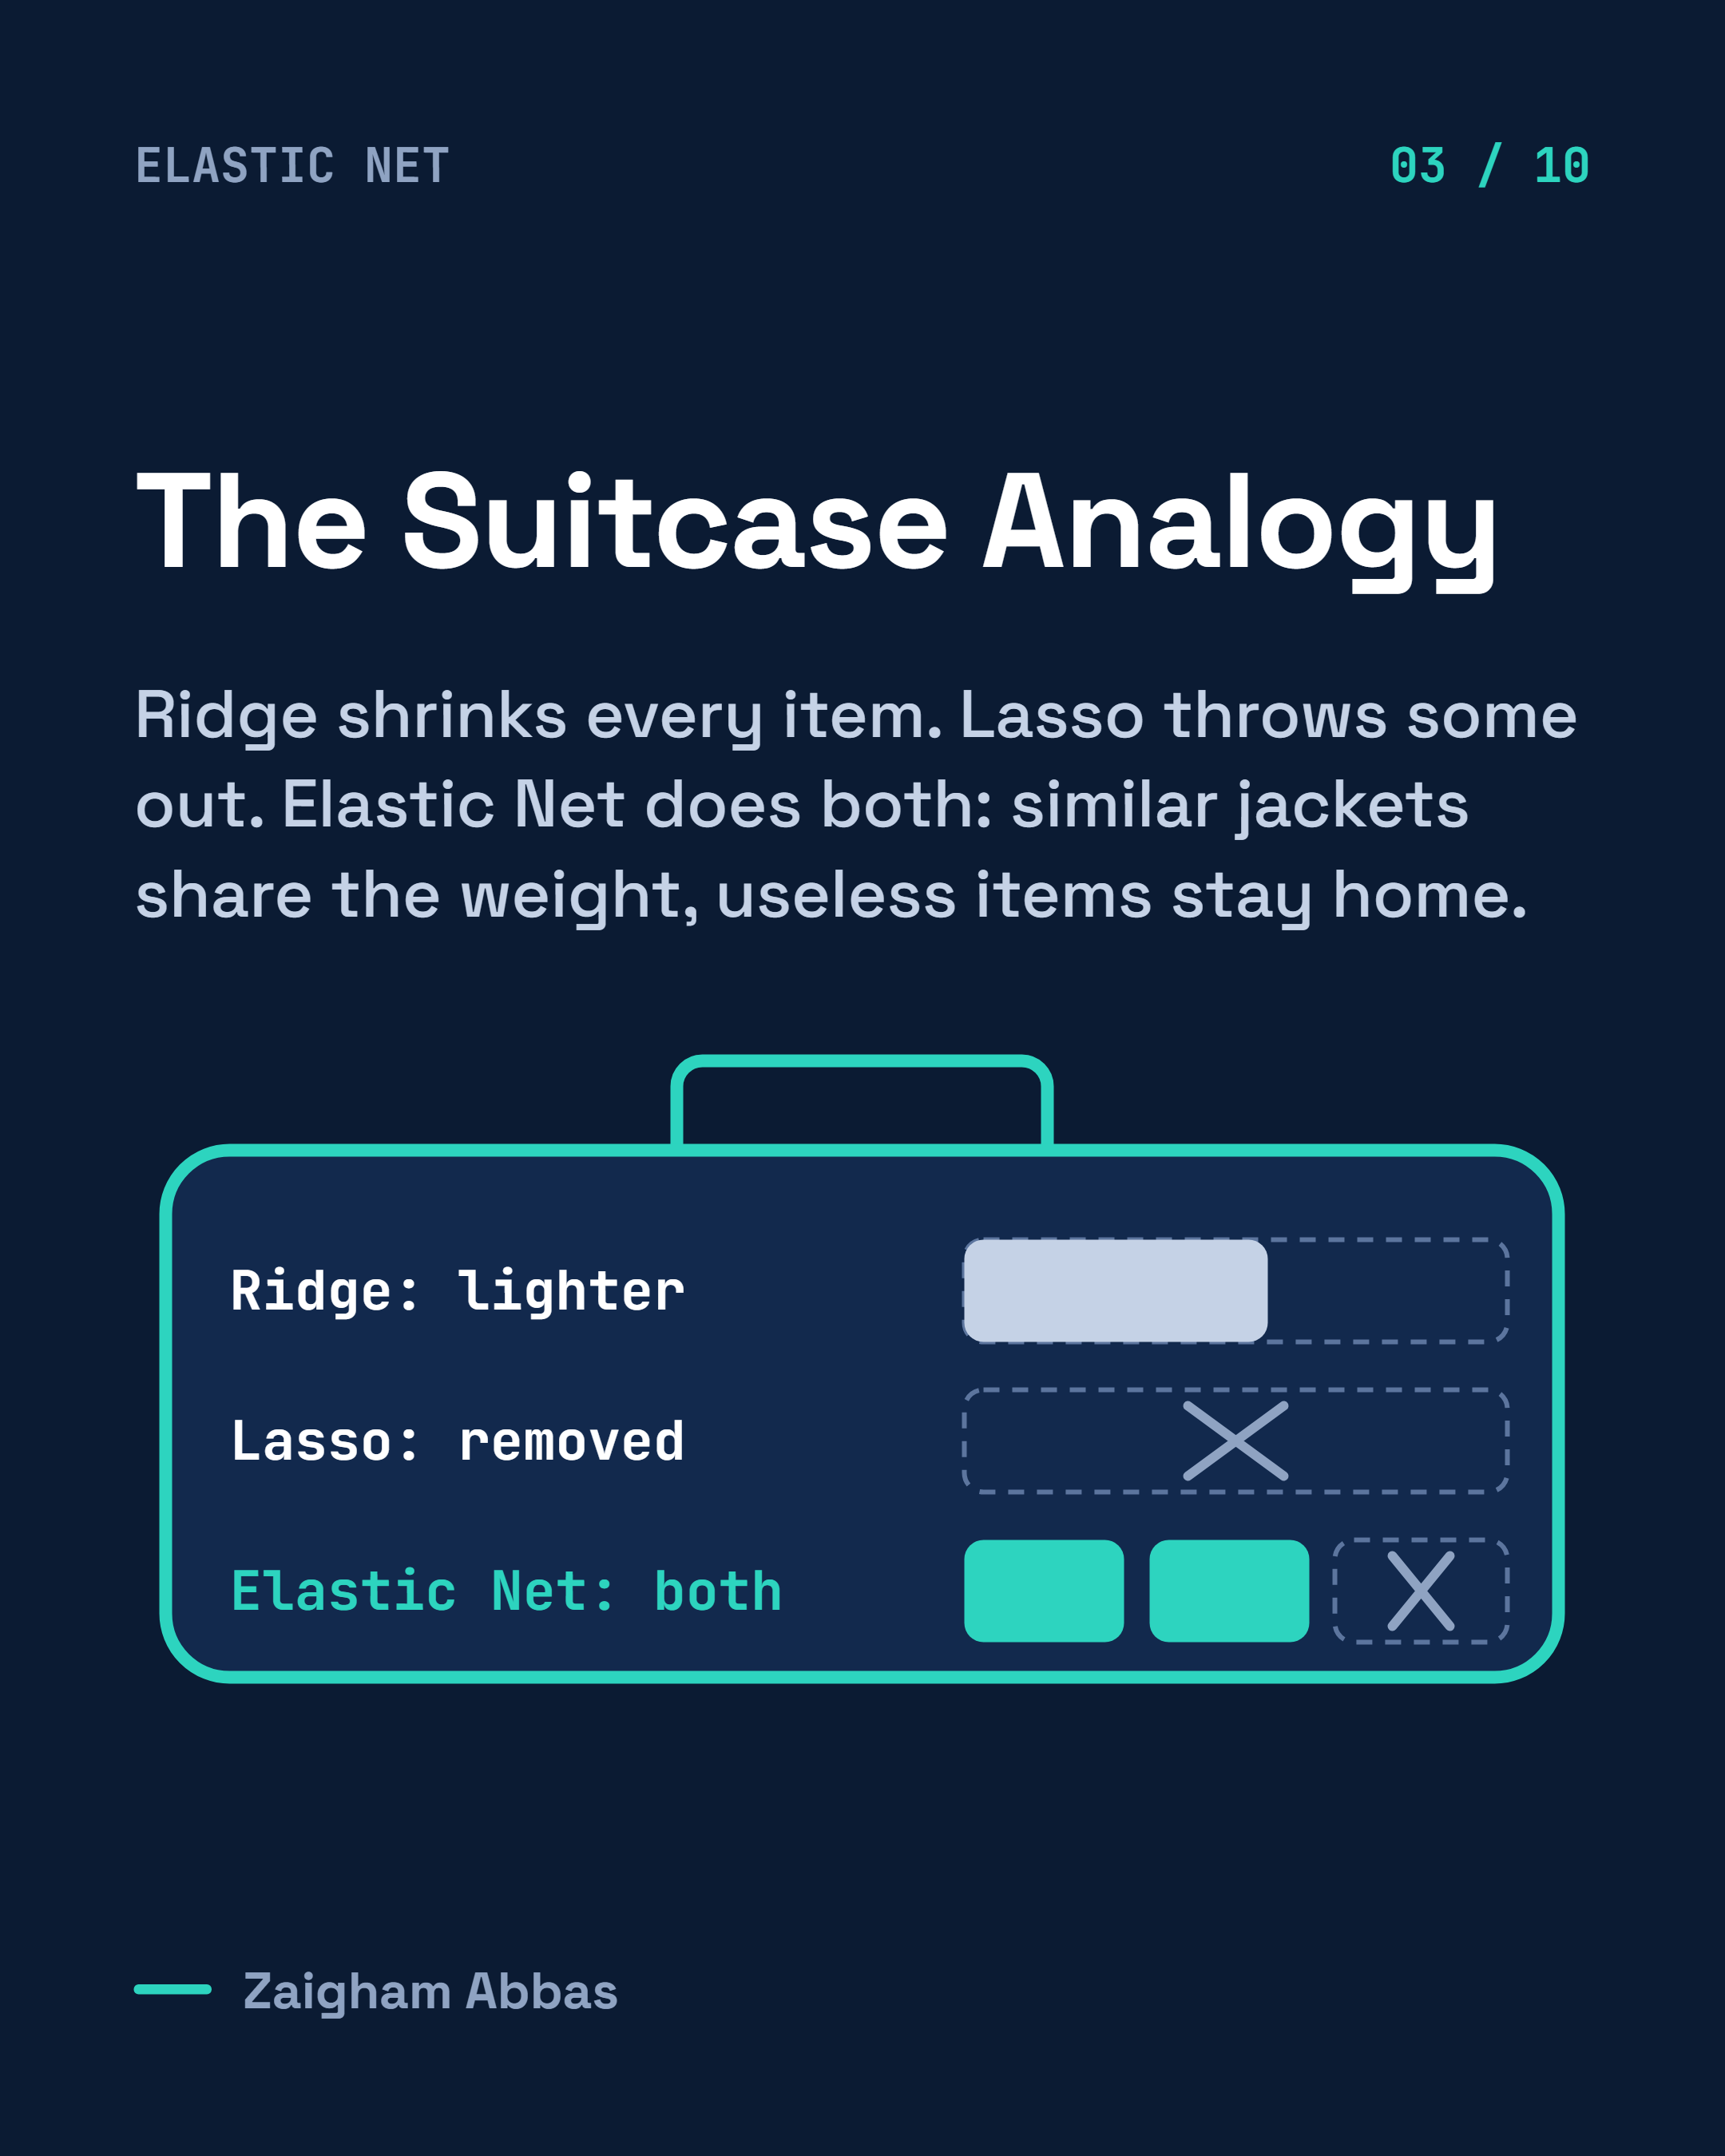 ELASTIC NET
03 / 10
The Suitcase Analogy
Ridge shrinks every item. Lasso throws some
out. Elastic Net does both: similar jackets
share the weight, useless items stay home.
Ridge: lighter
Lasso: removed
Elastic Net: both
Zaigham Abbas